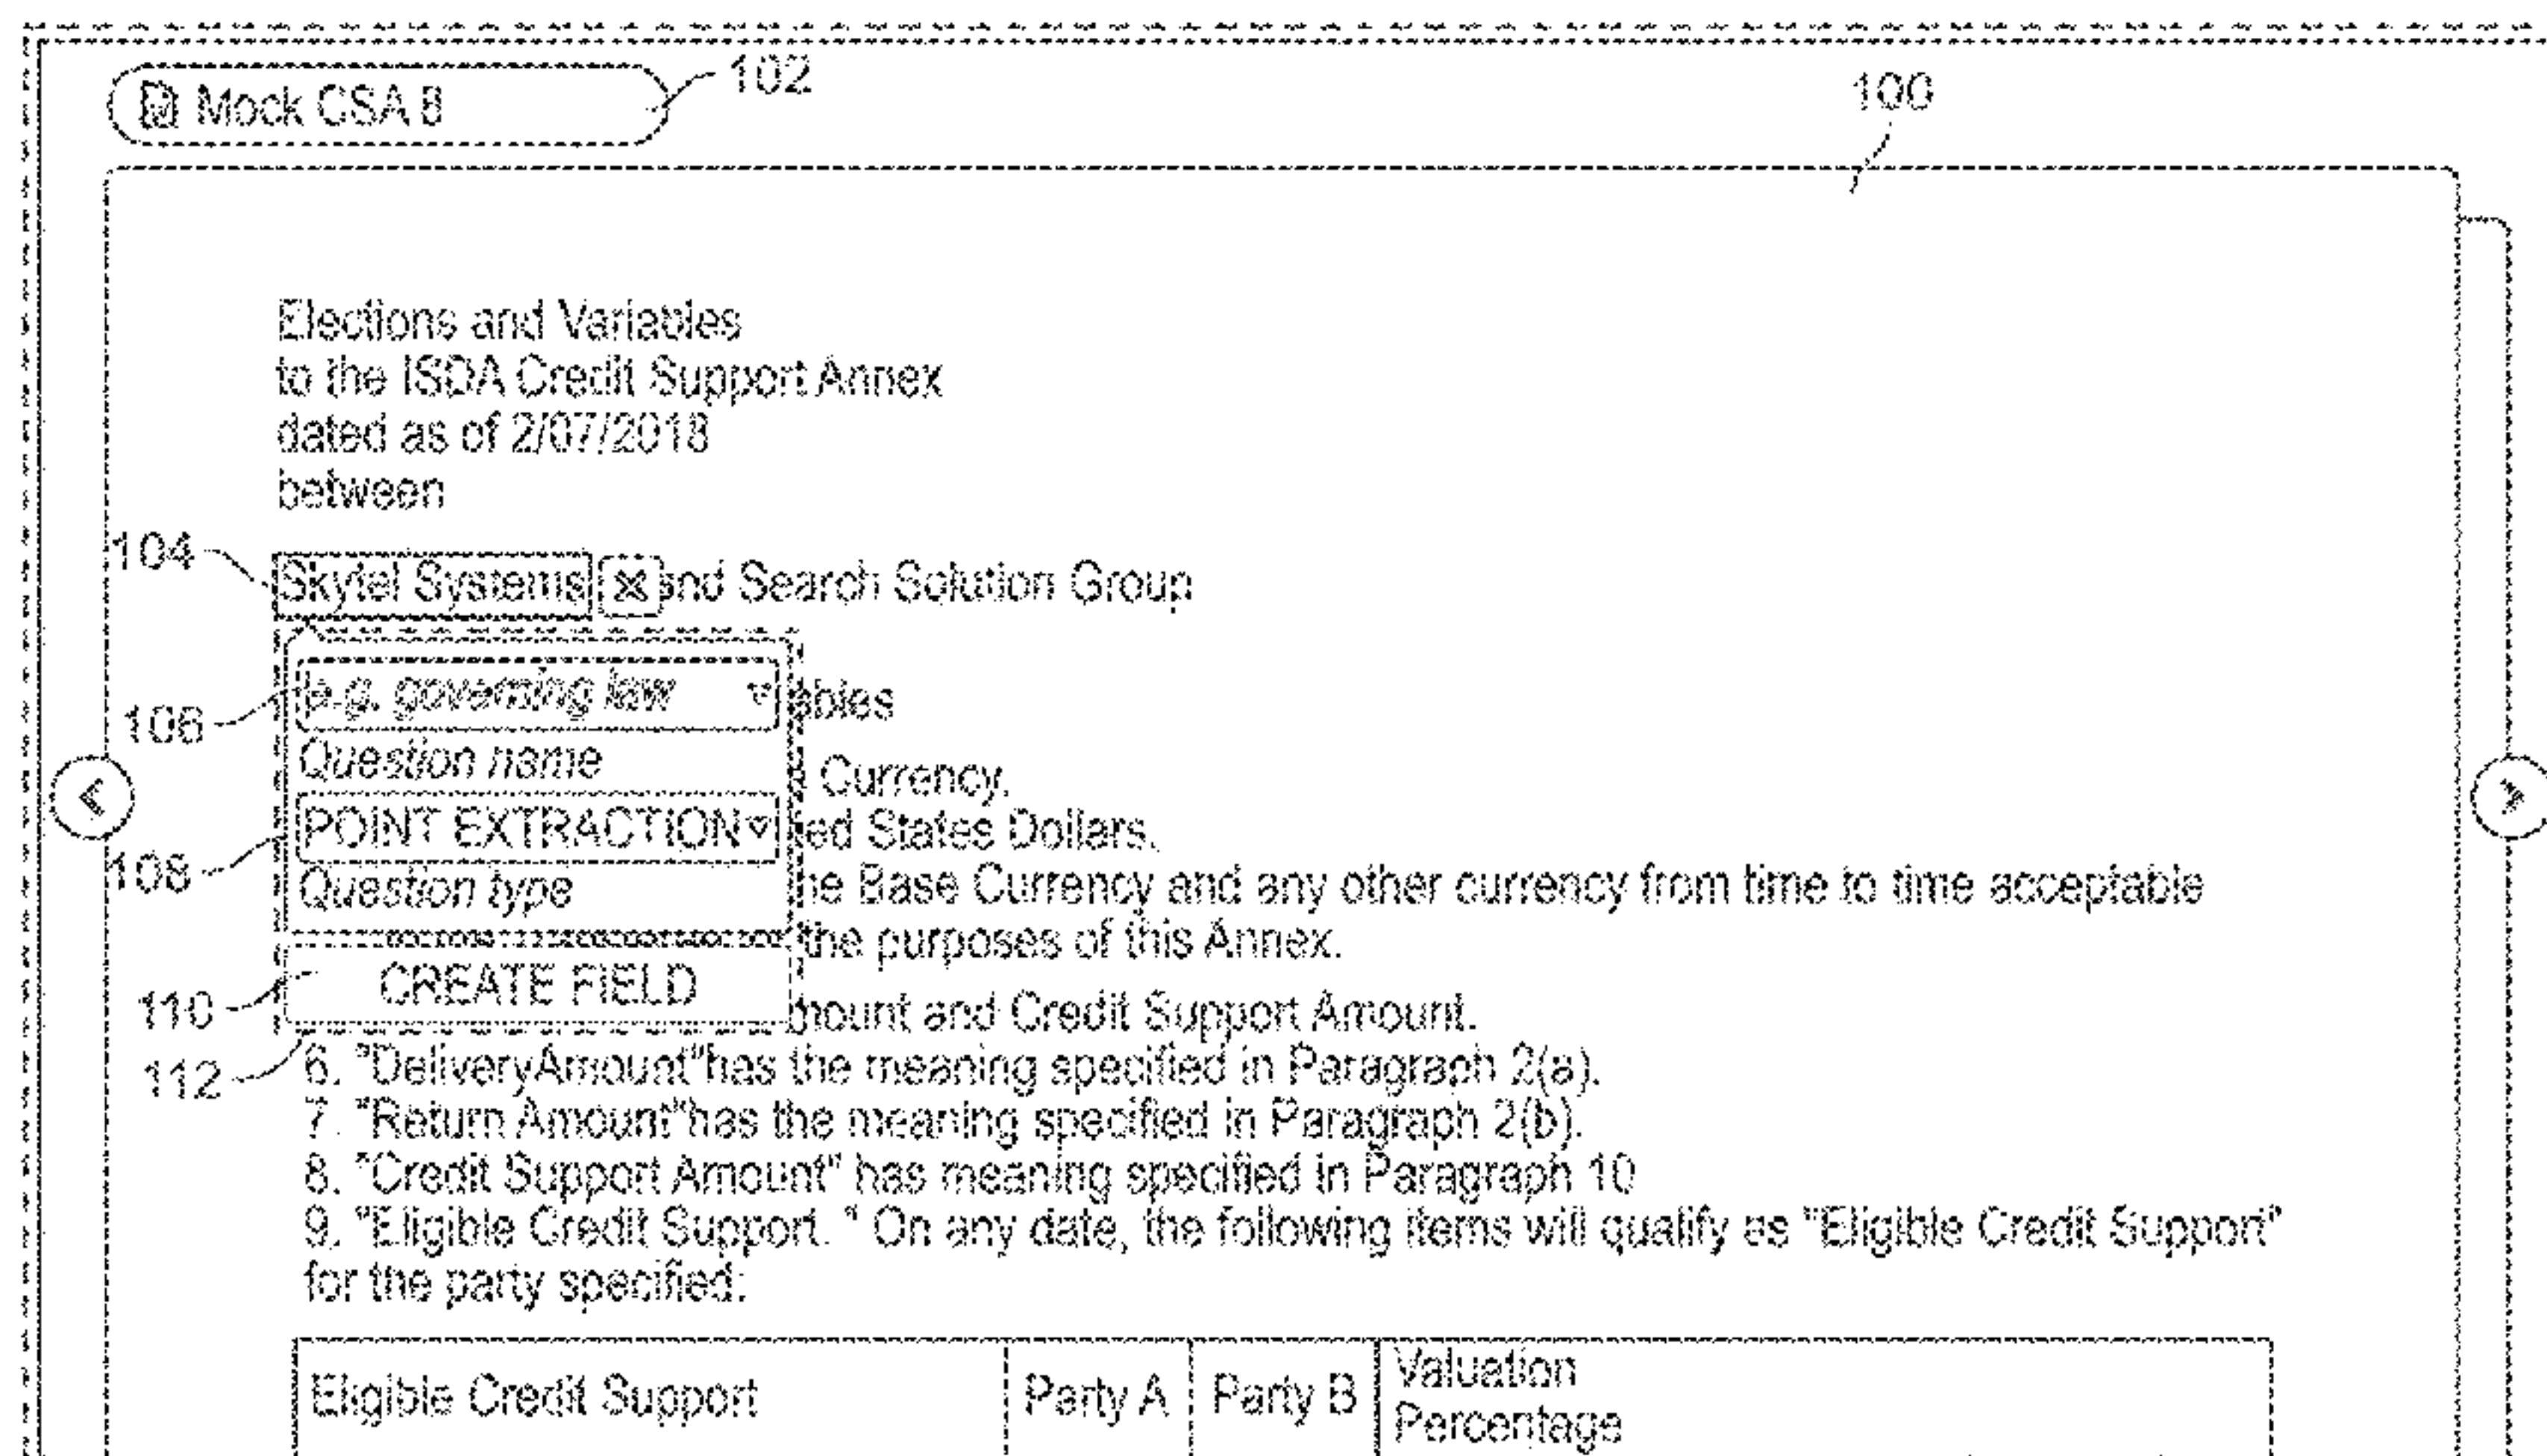 Mock CSA 8
102
100
Elections and Variables
to the ISDA Credit Support Annex
dated as of 2/07/2018
between
104
Skytel Systems and Search Solution Group
e.g. governing law
ables
106
Question name
Currency.
POINT EXTRACTION
ed States Dollars.
108
Question type
he Base Currency and any other currency from time to time acceptable
the purposes of this Annex.
CREATE FIELD
110
mount and Credit Support Amount.
112
6. "DeliveryAmount"has the meaning specified in Paragraph 2(a).
7. "Return Amount"has the meaning specified in Paragraph 2(b).
8. "Credit Support Amount" has meaning specified in Paragraph 10
9. "Eligible Credit Support. " On any date, the following items will qualify as "Eligible Credit Support"
for the party specified:
Eligible Credit Support
Party A
Party B
Valuation
Percentage